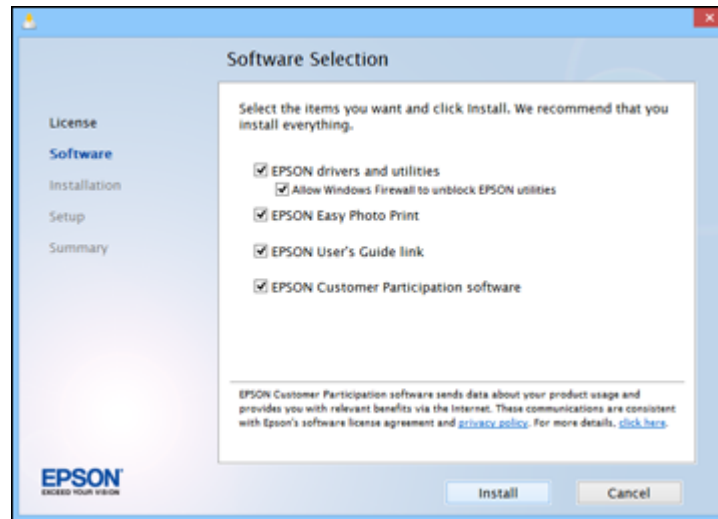 Software Selection
License
Software
Installation
Setup
Summary
Select the items you want and click Install. We recommend that you
install everything.
EPSON drivers and utilities
Allow Windows Firewall to unblock EPSON utilities
EPSON Easy Photo Print
EPSON User's Guide link
EPSON Customer Participation software
EPSON Customer Participation software sends data about your product usage and
provides you with relevant benefits via the Internet. These communications are consistent
with Epson's software license agreement and privacy policy. For more details, click here.
EPSON
EXCEED YOUR VISION
Install
Cancel